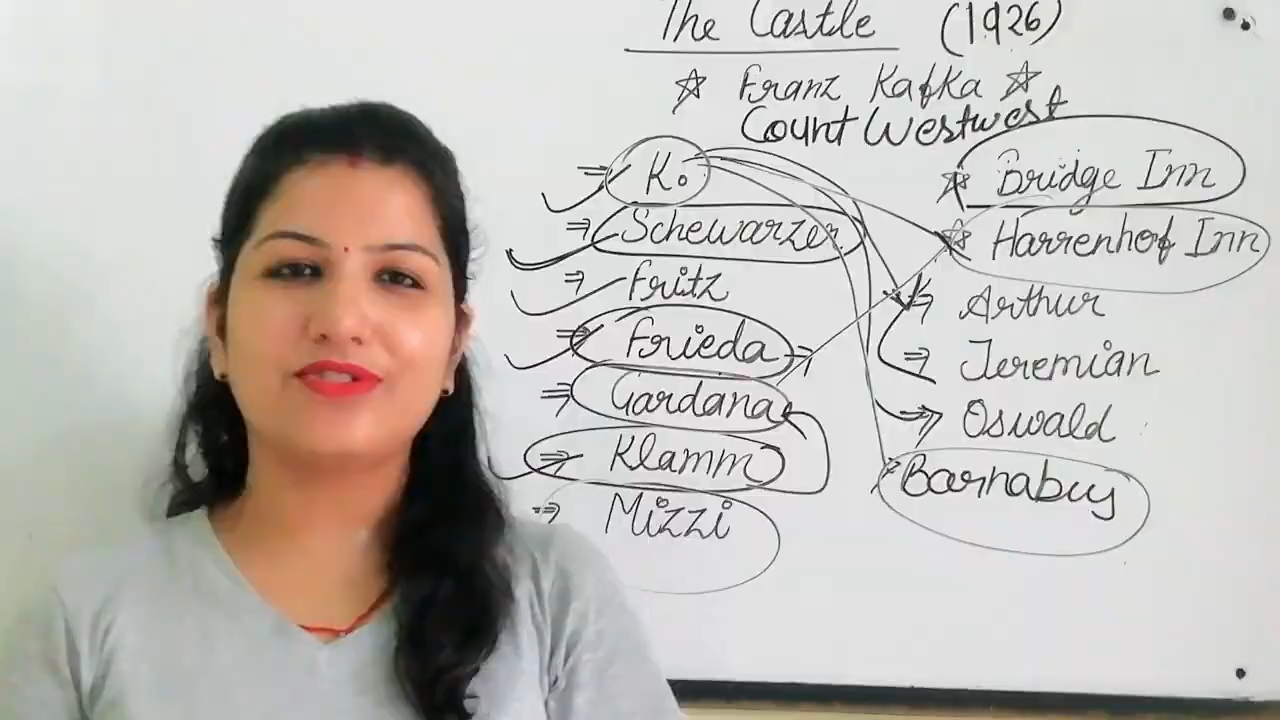 The Castle (1926)
☆ Franz Kafka ☆
Count Westwest
⇒ K.
⇒ Schewarzer
⇒ Fritz
⇒ Frieda
⇒ Gardana
⇒ Klamm
⇒ Mizzi
☆ Bridge Inn
☆ Harrenhof Inn
⇒ Arthur
⇒ Jeremian
⇒ Oswald
Barnabuy